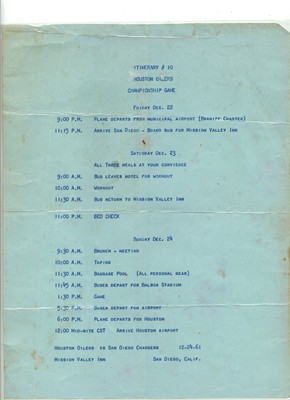 ITINERARY # 10
HOUSTON OILERS
CHAMPIONSHIP GAME
FRIDAY DEC. 22
9:00 P.M. PLANE DEPARTS FROM MUNICIPAL AIRPORT (BRANIFF CHARTER)
11:15 P.M. ARRIVE SAN DIEGO - BOARD BUS FOR MISSION VALLEY INN
SATURDAY DEC. 23
ALL THREE MEALS AT YOUR CONVIENCE
9:00 A.M. BUS LEAVES HOTEL FOR WORKOUT
10:00 A.M. WORKOUT
11:30 A.M. BUS RETURN TO MISSION VALLEY INN
11:00 P.M. BED CHECK
SUNDAY DEC. 24
9:30 A.M. BRUNCH - MEETING
10:00 A.M. TAPING
11:30 A.M. BAGGAGE POOL (ALL PERSONAL GEAR)
11:45 A.M. BUSES DEPART FOR BALBOA STADIUM
1:30 P.M. GAME
5:30 P.M. BUSES DEPART FOR AIRPORT
6:00 P.M. PLANE DEPARTS FOR HOUSTON
12:00 MID-NITE CST ARRIVE HOUSTON AIRPORT
HOUSTON OILERS VS SAN DIEGO CHARGERS 12-24-61
MISSION VALLEY INN SAN DIEGO, CALIF.